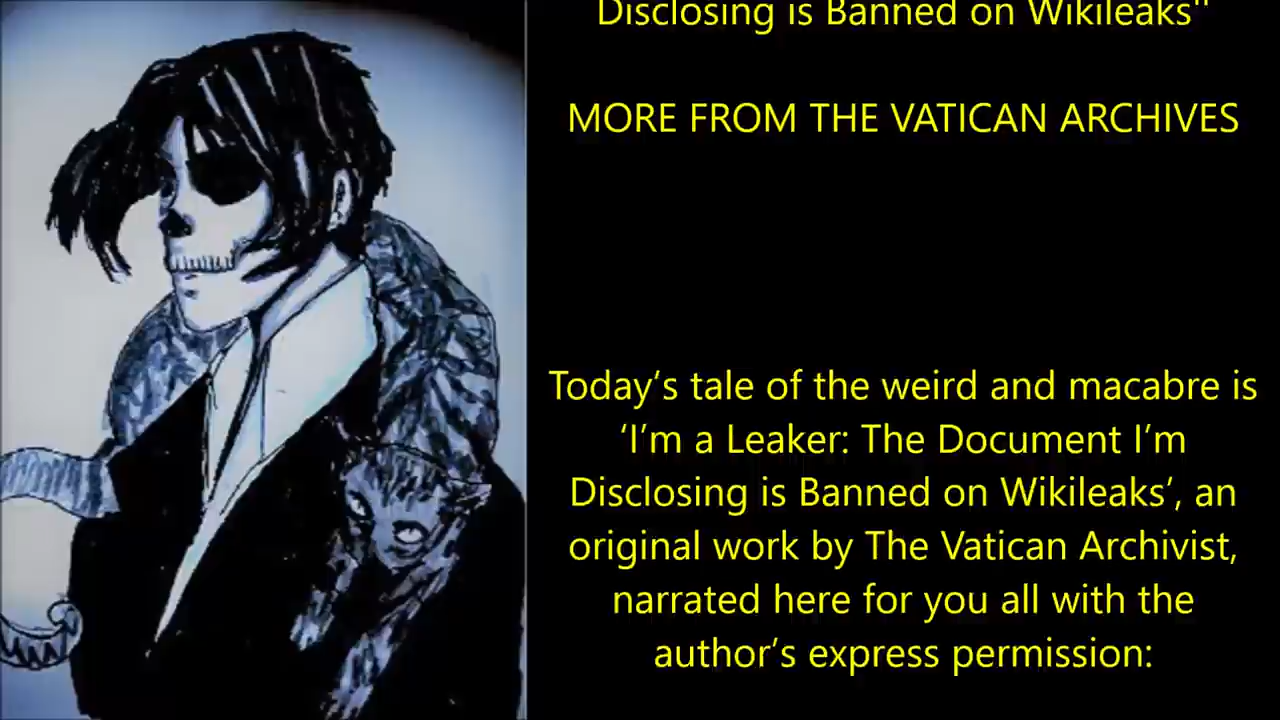 Disclosing is Banned on Wikileaks"
MORE FROM THE VATICAN ARCHIVES
Today's tale of the weird and macabre is
‘I'm a Leaker: The Document I'm
Disclosing is Banned on Wikileaks‘, an
original work by The Vatican Archivist,
narrated here for you all with the
author's express permission: